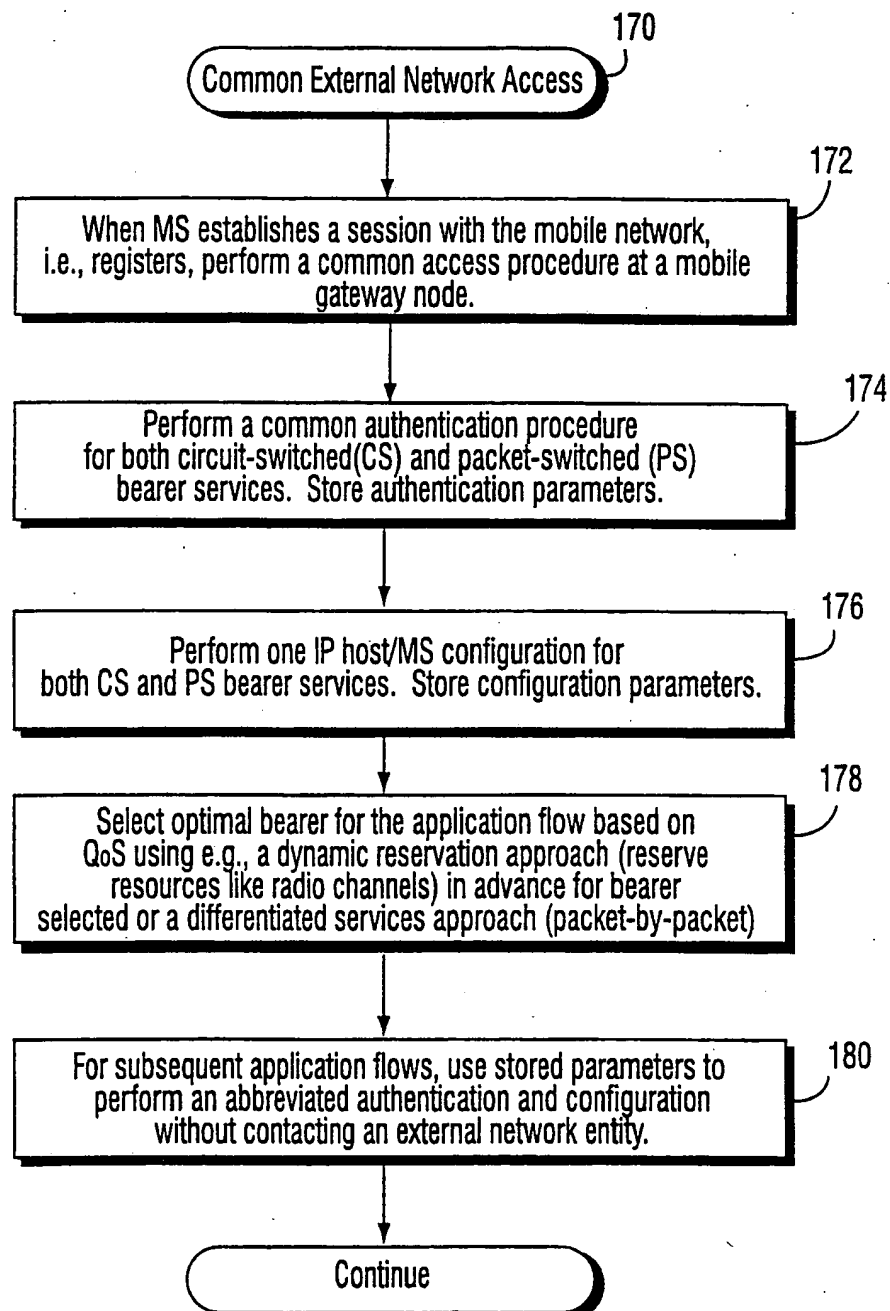 170
Common External Network Access
172
When MS establishes a session with the mobile network,
i.e., registers, perform a common access procedure at a mobile
gateway node.
174
Perform a common authentication procedure
for both circuit-switched(CS) and packet-switched (PS)
bearer services. Store authentication parameters.
176
Perform one IP host/MS configuration for
both CS and PS bearer services. Store configuration parameters.
178
Select optimal bearer for the application flow based on
QoS using e.g., a dynamic reservation approach (reserve
resources like radio channels) in advance for bearer
selected or a differentiated services approach (packet-by-packet)
180
For subsequent application flows, use stored parameters to
perform an abbreviated authentication and configuration
without contacting an external network entity.
Continue